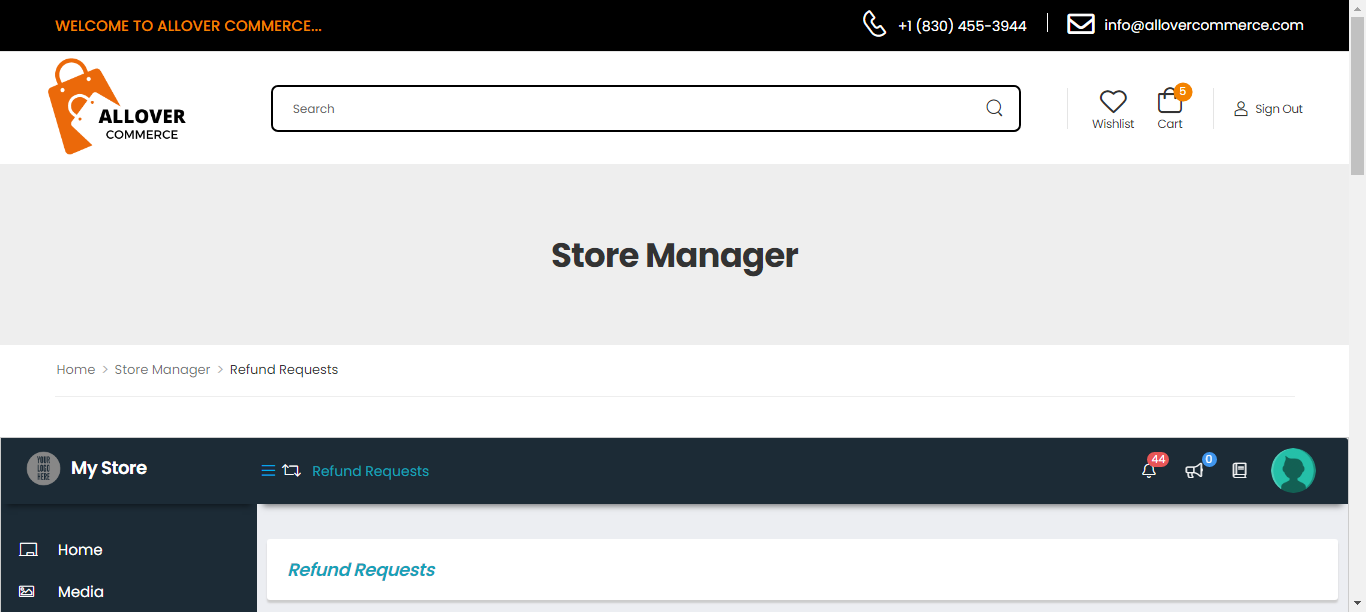 WELCOME TO ALLOVER COMMERCE...
+1 (830) 455-3944
info@allovercommerce.com
ALLOVER
COMMERCE
Search
Wishlist
5
Cart
Sign Out
Store Manager
Home > Store Manager > Refund Requests
YOUR
LOGO
HERE
My Store
Refund Requests
44
0
Home
Media
Refund Requests